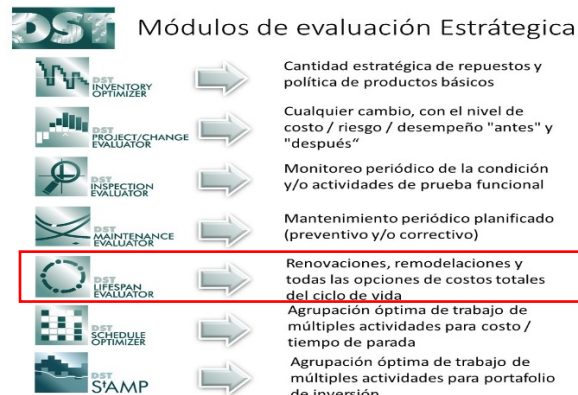 DST Módulos de evaluación Estrátegica
DST
INVENTORY
OPTIMIZER
Cantidad estratégica de repuestos y
política de productos básicos
DST
PROJECT/CHANGE
EVALUATOR
Cualquier cambio, con el nivel de
costo / riesgo / desempeño "antes" y
"después“
DST
INSPECTION
EVALUATOR
Monitoreo periódico de la condición
y/o actividades de prueba funcional
DST
MAINTENANCE
EVALUATOR
Mantenimiento periódico planificado
(preventivo y/o correctivo)
DST
LIFESPAN
EVALUATOR
Renovaciones, remodelaciones y
todas las opciones de costos totales
del ciclo de vida
DST
SCHEDULE
OPTIMIZER
Agrupación óptima de trabajo de
múltiples actividades para costo /
tiempo de parada
DST
StAMP
Agrupación óptima de trabajo de
múltiples actividades para portafolio
de inversión